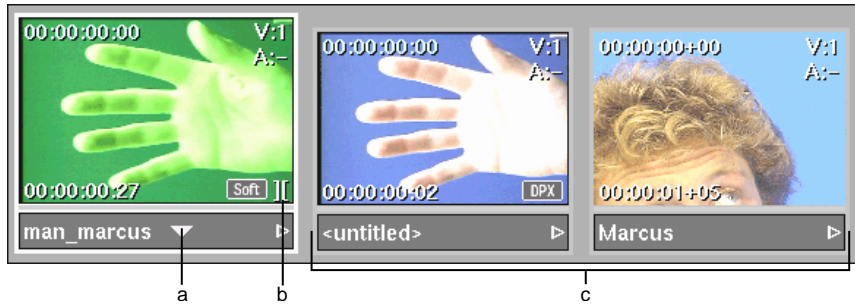 00:00:00:00 V:1
A:–
00:00:00:27 Soft ][
man_marcus
00:00:00:00 V:1
A:–
00:00:00:02 DPX
<untitled>
00:00:00+00 V:1
A:–
00:00:01+05
Marcus
a b c